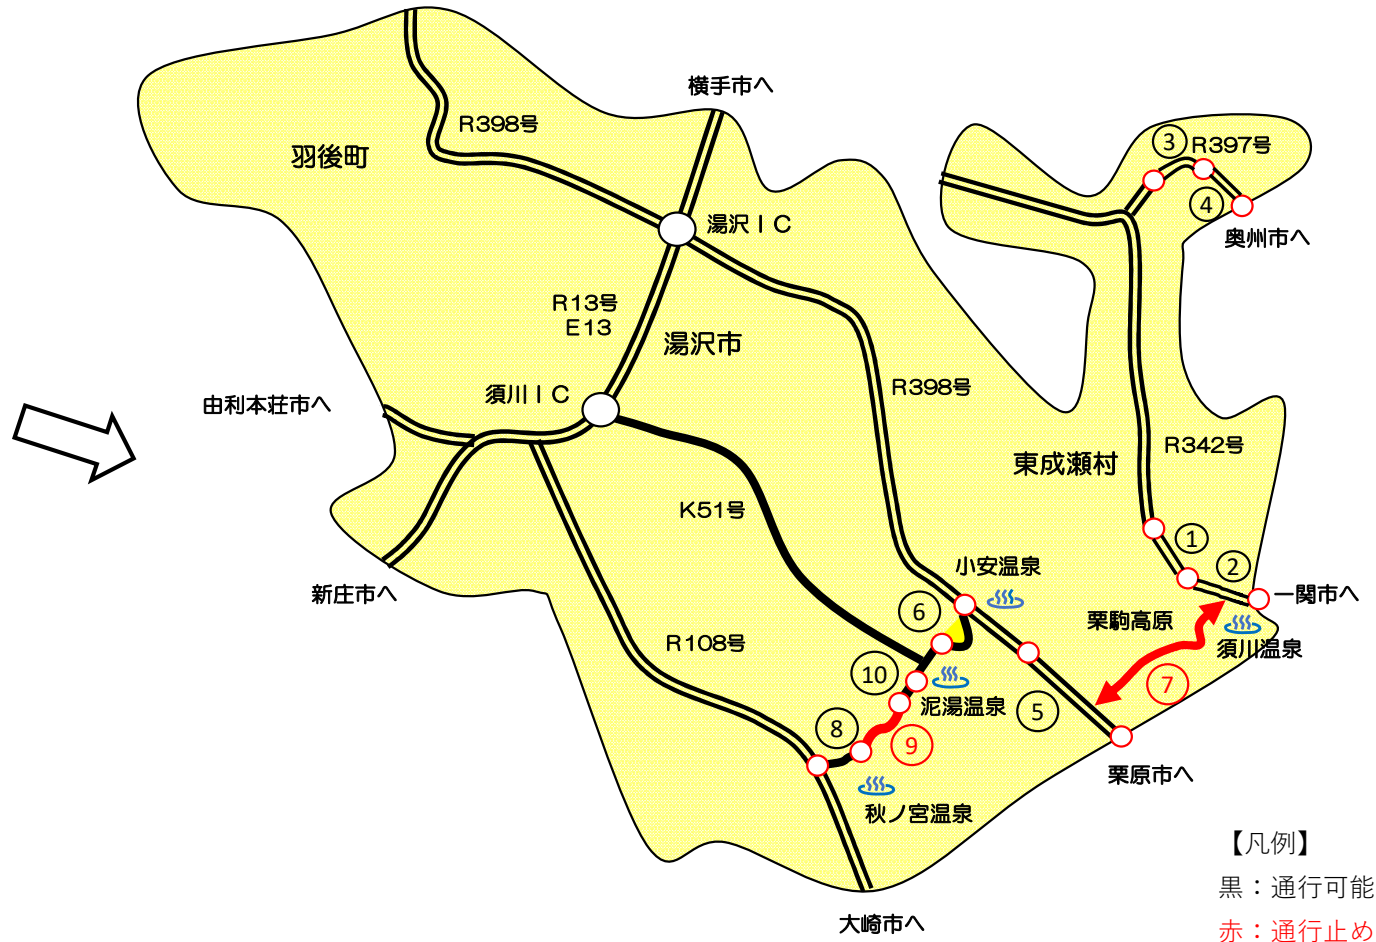 横手市へ
R398号
羽後町
③
R397号
④
奥州市へ
湯沢ＩＣ
R13号
E13
湯沢市
須川ＩＣ
由利本荘市へ
R398号
R342号
東成瀬村
K51号
新庄市へ
小安温泉
①
②
一関市へ
⑥
栗駒高原
須川温泉
R108号
⑩
⑦
泥湯温泉
⑤
⑧
⑨
栗原市へ
秋ノ宮温泉
大崎市へ
【凡例】
黒：通行可能
赤：通行止め